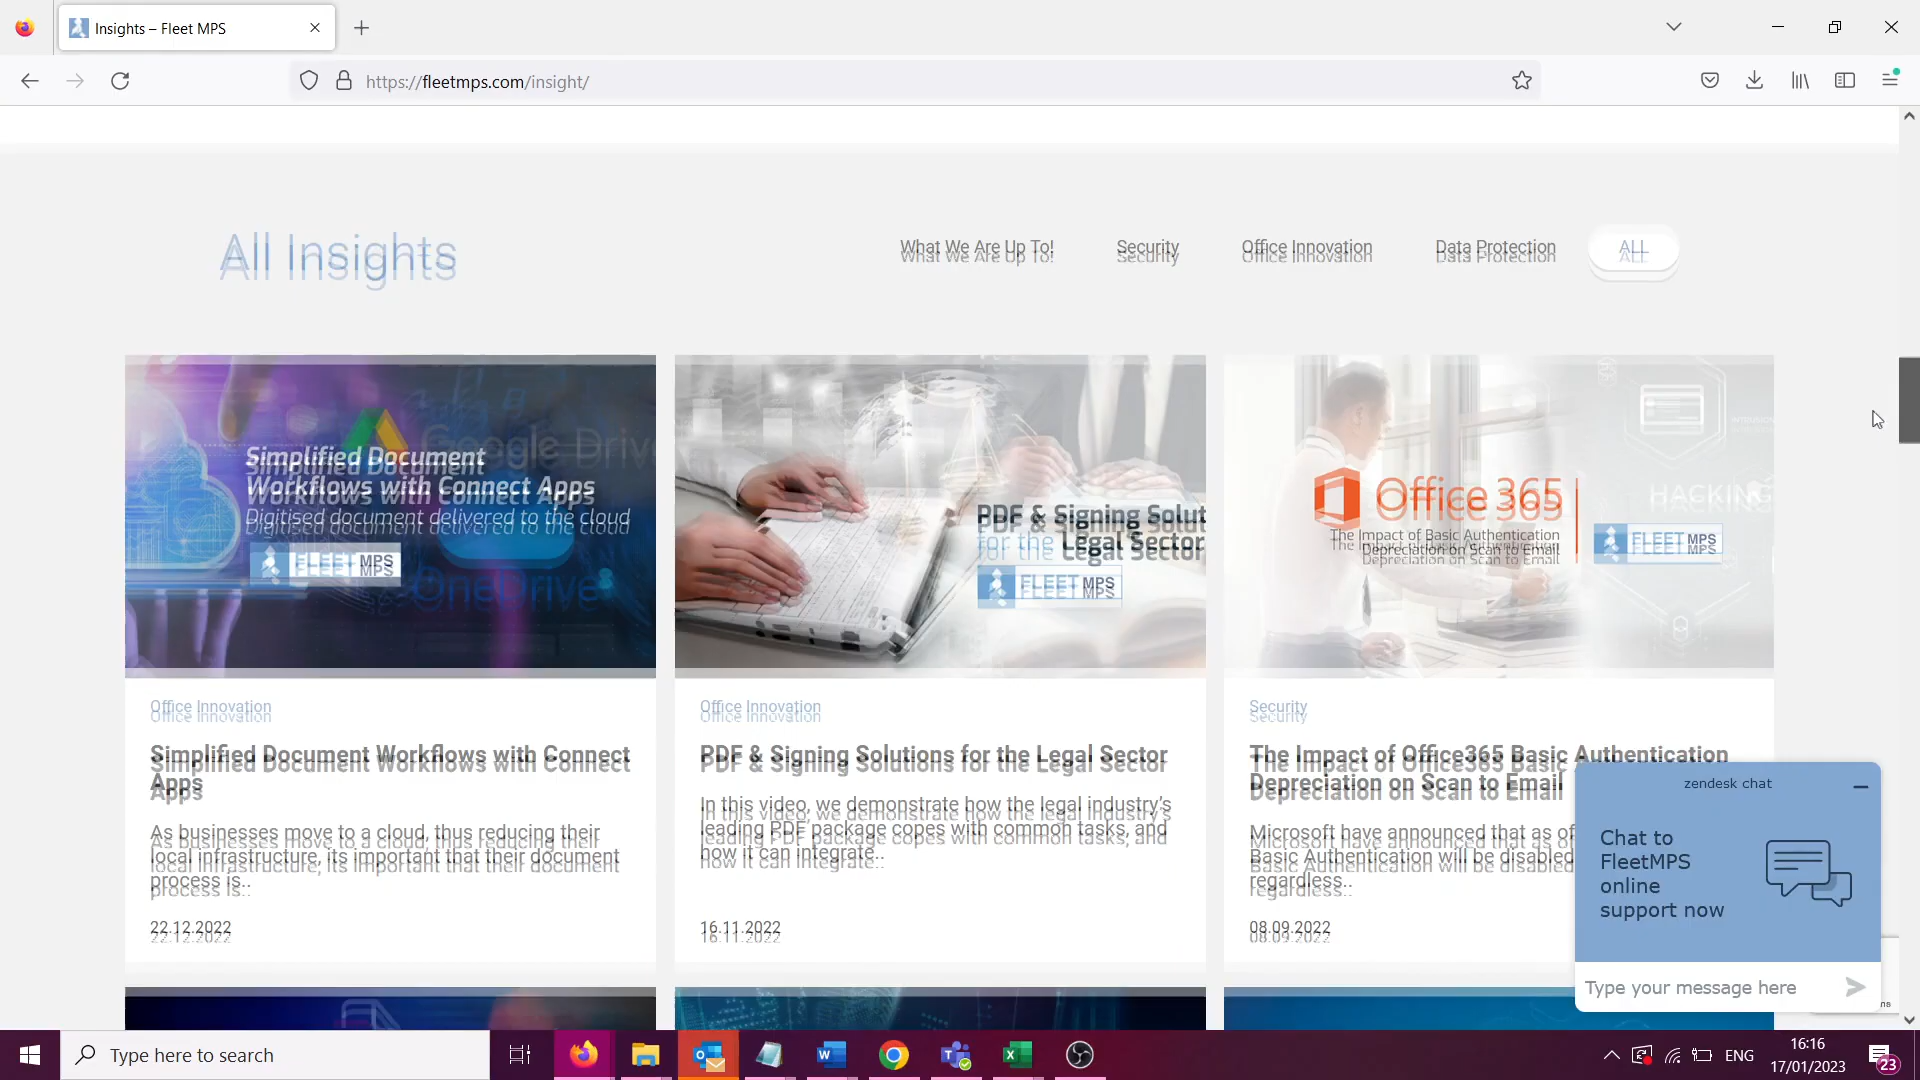 Insights – Fleet MPS
https://fleetmps.com/insight/
All Insights
What We Are Up To!
Security
Office Innovation
Data Protection
ALL
Google Drive
Simplified Document
Workflows with Connect Apps
Digitised document delivered to the cloud
FLEET MPS
OneDrive
PDF & Signing Solut
for the Legal Sector
FLEET MPS
HACKING
Office 365
The Impact of Basic Authentication
Depreciation on Scan to Email
FLEET MPS
Office Innovation
Simplified Document Workflows with Connect
Apps
As businesses move to a cloud, thus reducing their
local infrastructure, its important that their document
process is..
22.12.2022
Office Innovation
PDF & Signing Solutions for the Legal Sector
In this video, we demonstrate how the legal industry's
leading PDF package copes with common tasks, and
how it can integrate..
16.11.2022
Security
The Impact of Office365 Basic Authentication
Depreciation on Scan to Email
Microsoft have announced that as of
Basic Authentication will be disabled
regardless..
08.09.2022
zendesk chat
Chat to
FleetMPS
online
support now
Type your message here
Type here to search
ENG
16:16
17/01/2023
23